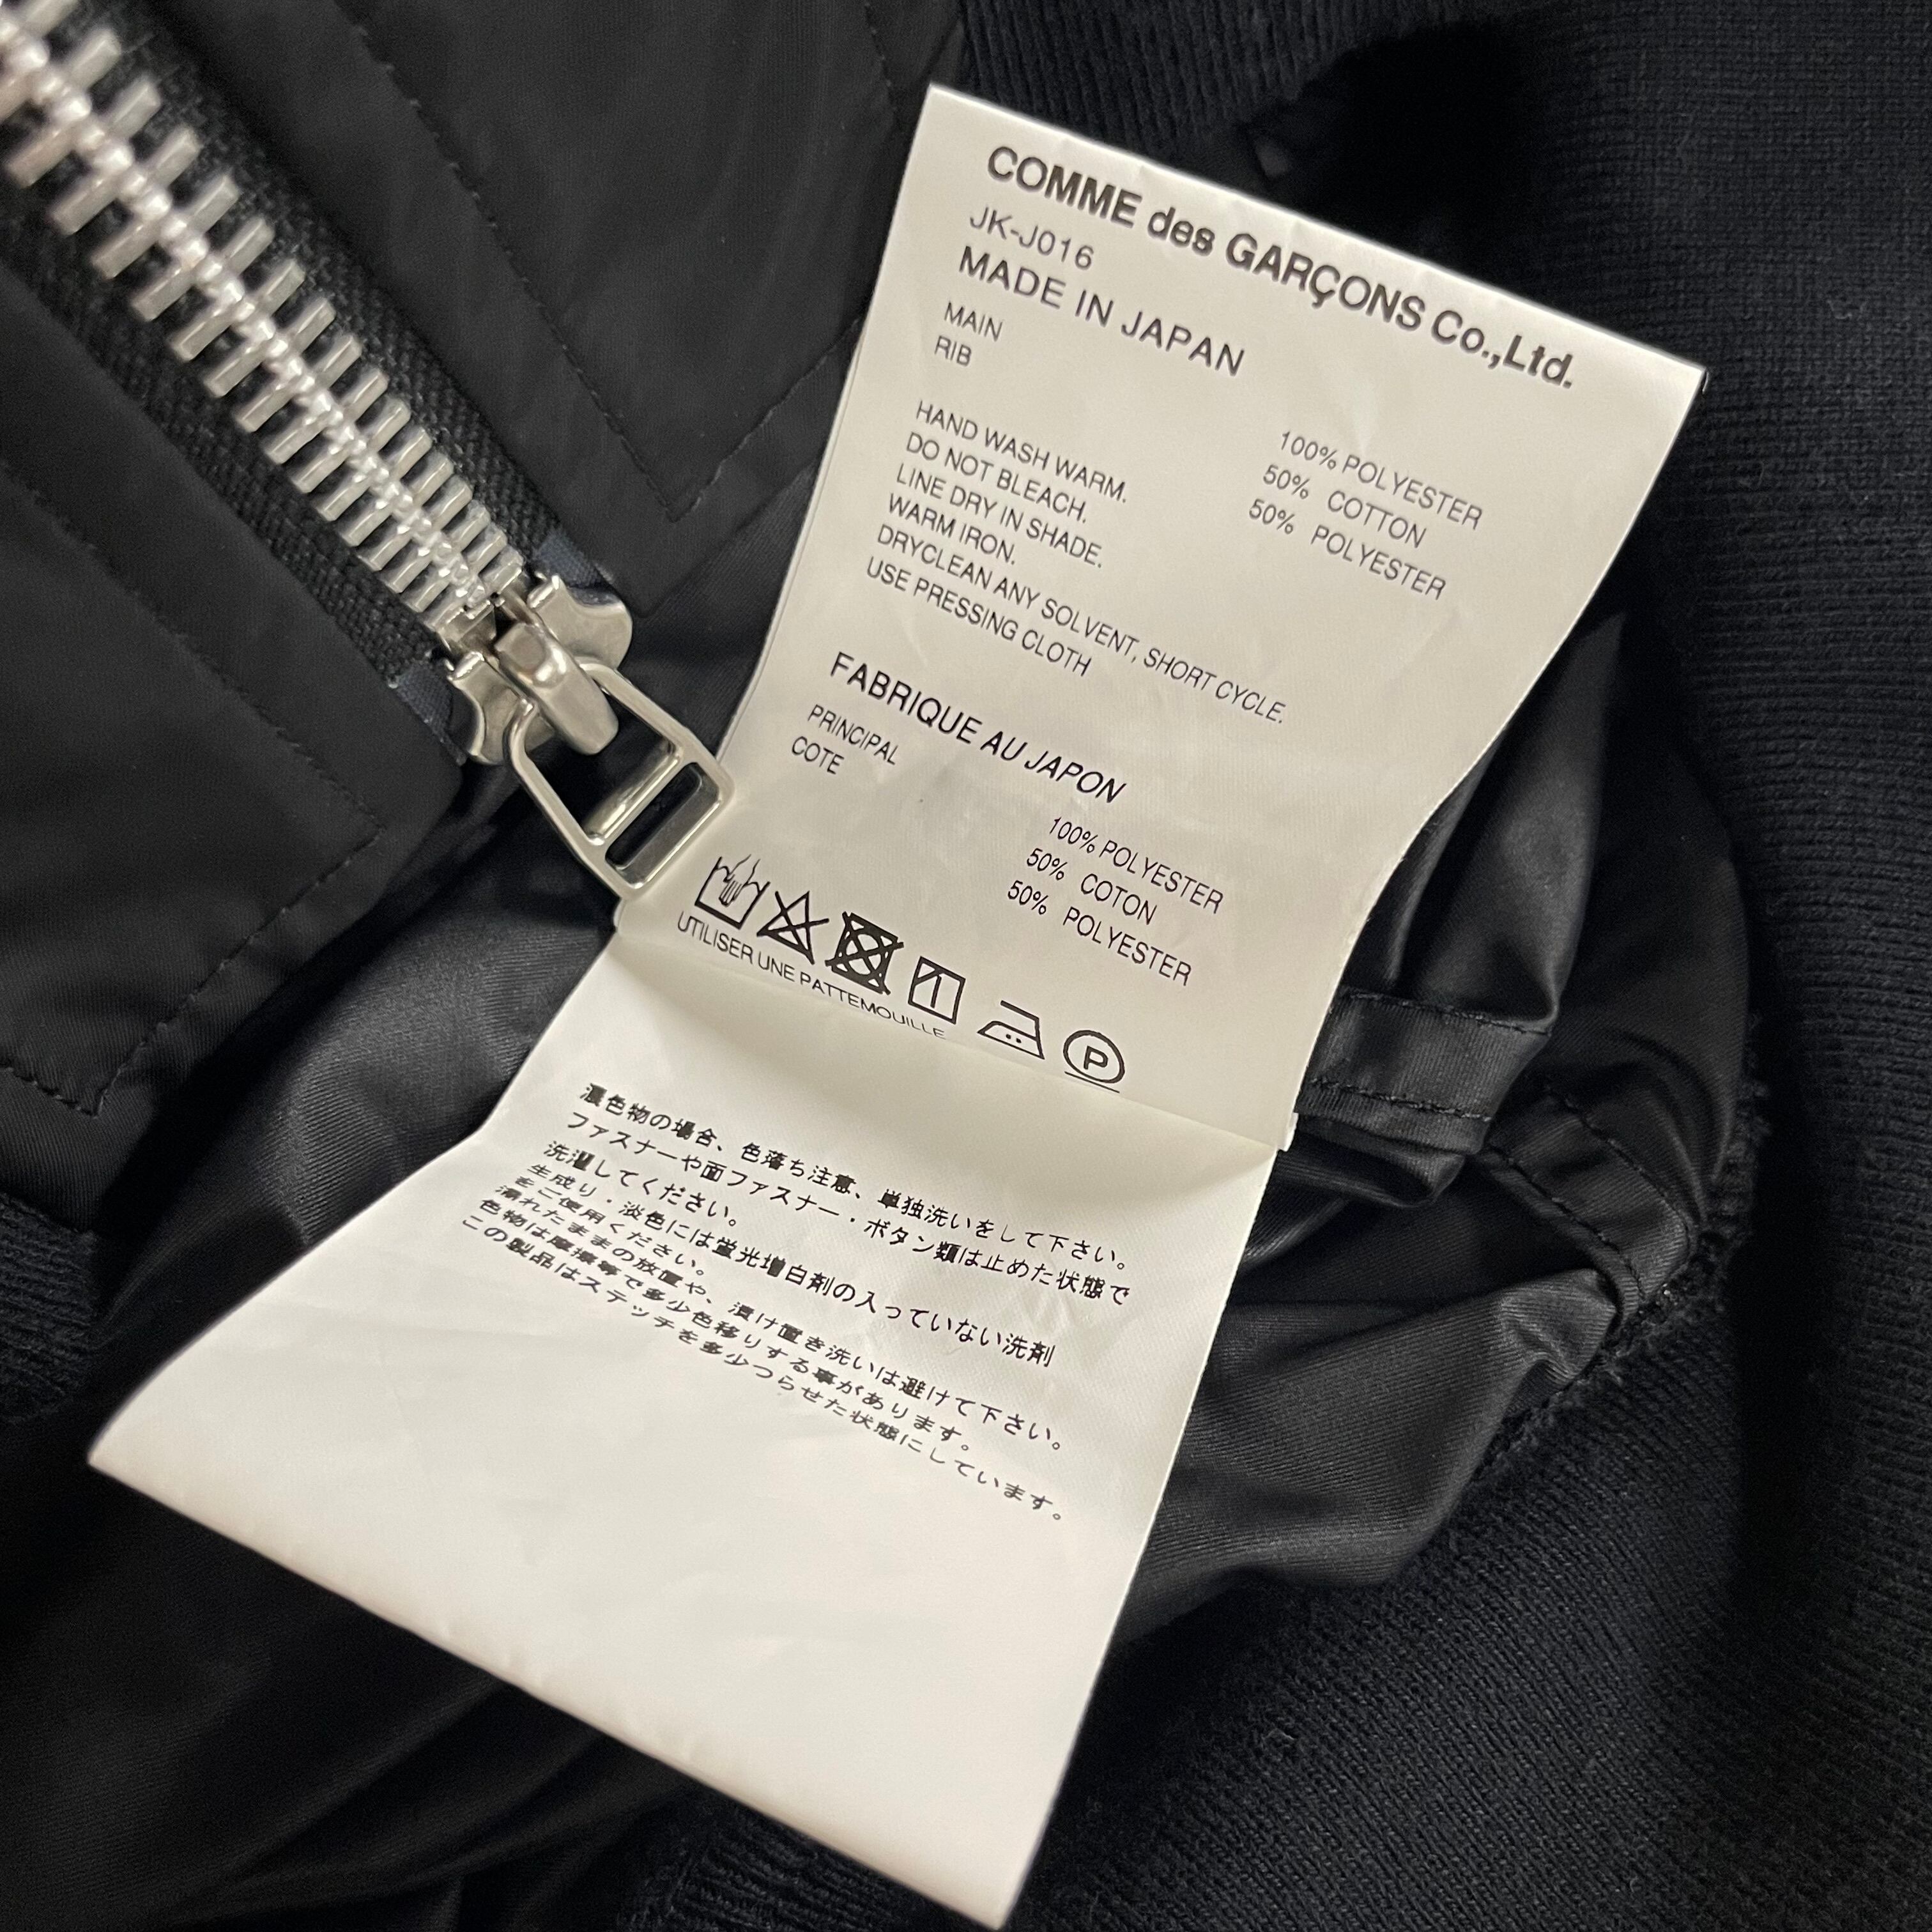 COMME des GARÇONS Co.,Ltd.
JK-J016
MADE IN JAPAN
MAIN 100% POLYESTER
RIB 50% COTTON
50% POLYESTER
HAND WASH WARM.
DO NOT BLEACH.
LINE DRY IN SHADE.
WARM IRON.
DRYCLEAN ANY SOLVENT, SHORT CYCLE.
USE PRESSING CLOTH
FABRIQUE AU JAPON
PRINCIPAL 100% POLYESTER
COTE 50% COTON
50% POLYESTER
P
UTILISER UNE PATTEMOUILLE
濃色物の場合、色落ち注意、単独洗いをして下さい。
ファスナーや面ファスナー・ボタン類は止めた状態で
洗濯してください。
生成り・淡色には蛍光増白剤の入っていない洗剤
をご使用ください。
濡れたままの放置や、漬け置き洗いは避けて下さい。
色物は摩擦等で多少色移りする事があります。
この製品はステッチを多少つらせた状態にしています。